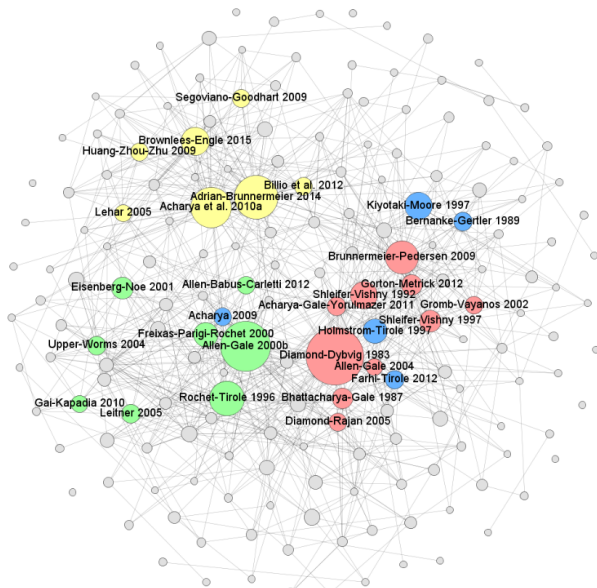 Segoviano-Goodhart 2009
Brownlees-Engle 2015
Huang-Zhou-Zhu 2009
Billio et al. 2012
Adrian-Brunnermeier 2014
Acharya et al. 2010a
Lehar 2005
Kiyotaki-Moore 1997
Bernanke-Gertler 1989
Brunnermeier-Pedersen 2009
Eisenberg-Noe 2001
Allen-Babus-Carletti 2012
Gorton-Metrick 2012
Shleifer-Vishny 1992
Acharya-Gale-Yorulmazer 2011
Gromb-Vayanos 2002
Acharya 2009
Shleifer-Vishny 1997
Freixas-Parigi-Rochet 2000
Holmstrom-Tirole 1997
Upper-Worms 2004
Allen-Gale 2000b
Diamond-Dybvig 1983
Allen-Gale 2004
Farhi-Tirole 2012
Rochet-Tirole 1996
Bhattacharya-Gale 1987
Gai-Kapadia 2010
Leitner 2005
Diamond-Rajan 2005